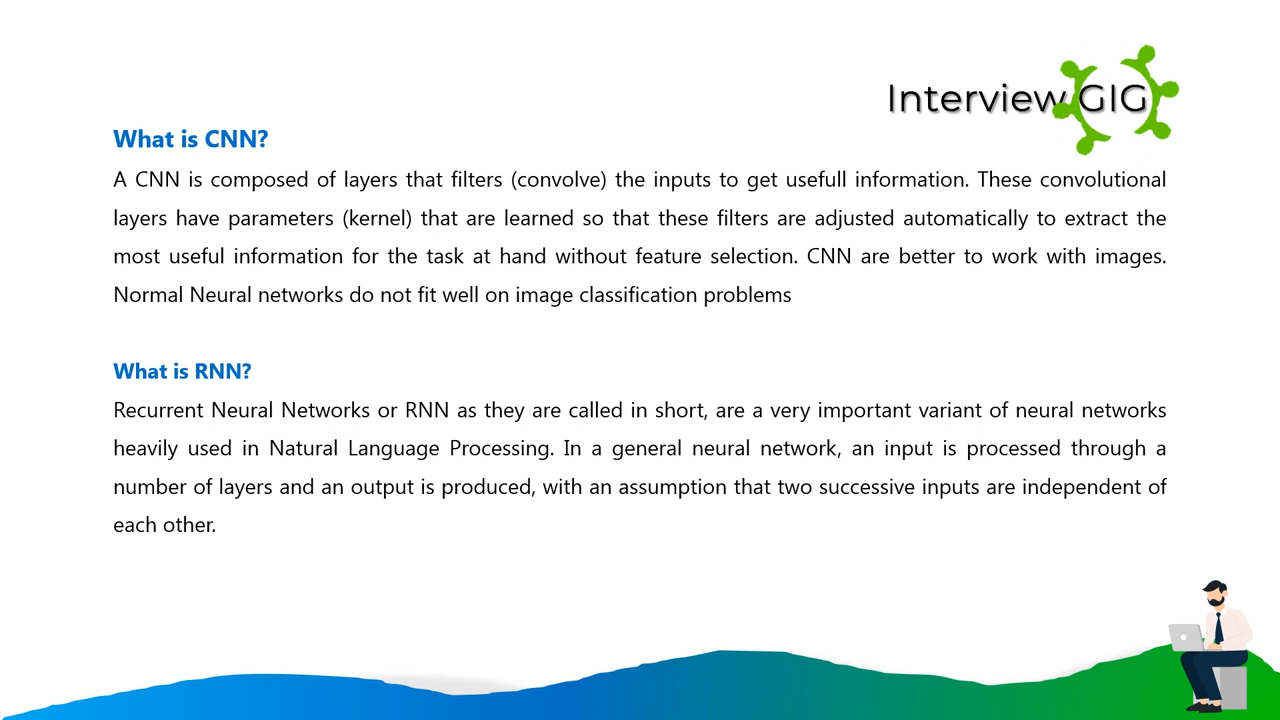 Interview GIG
What is CNN?
A CNN is composed of layers that filters (convolve) the inputs to get usefull information. These convolutional
layers have parameters (kernel) that are learned so that these filters are adjusted automatically to extract the
most useful information for the task at hand without feature selection. CNN are better to work with images.
Normal Neural networks do not fit well on image classification problems
What is RNN?
Recurrent Neural Networks or RNN as they are called in short, are a very important variant of neural networks
heavily used in Natural Language Processing. In a general neural network, an input is processed through a
number of layers and an output is produced, with an assumption that two successive inputs are independent of
each other.